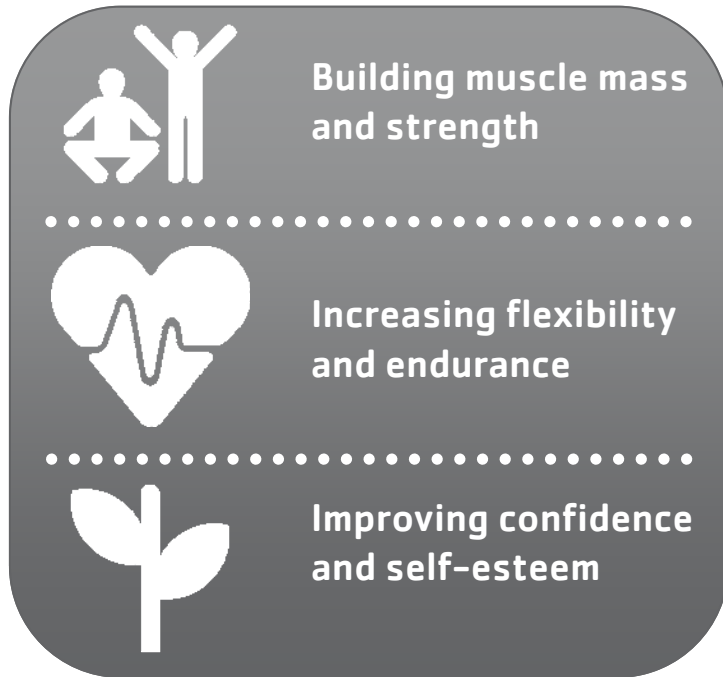 Building muscle mass
and strength
Increasing flexibility
and endurance
Improving confidence
and self-esteem